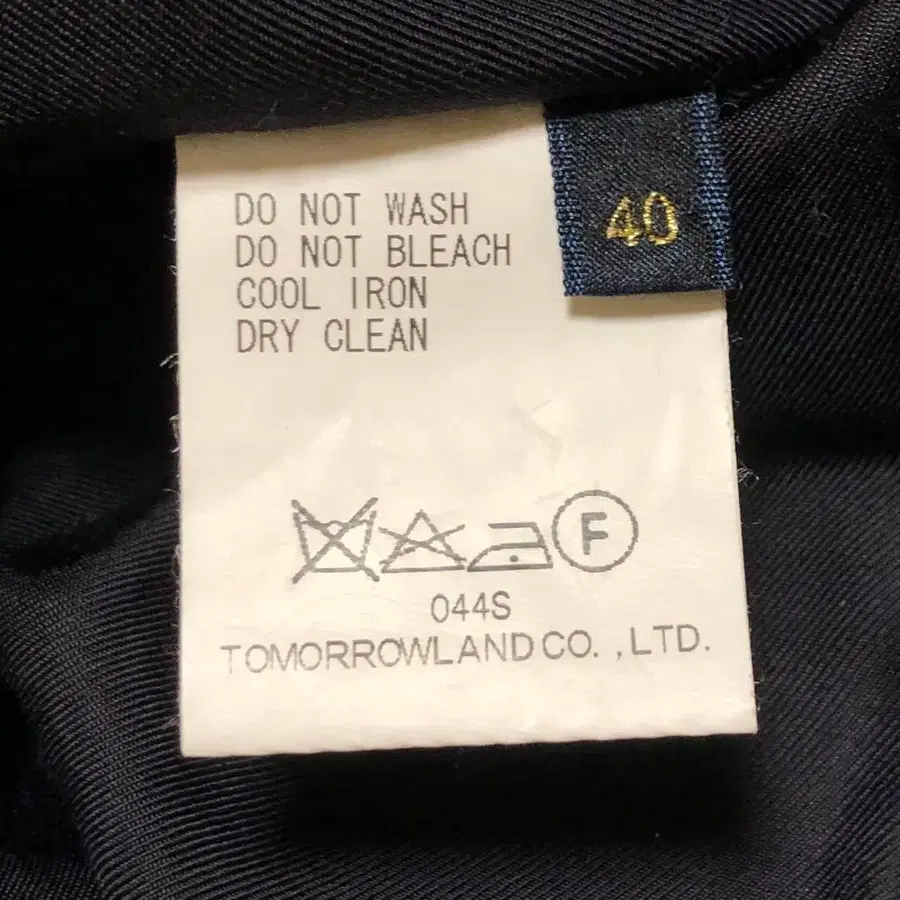 DO NOT WASH
DO NOT BLEACH
COOL IRON
DRY CLEAN
40
F
044S
TOMORROWLAND CO.,LTD.